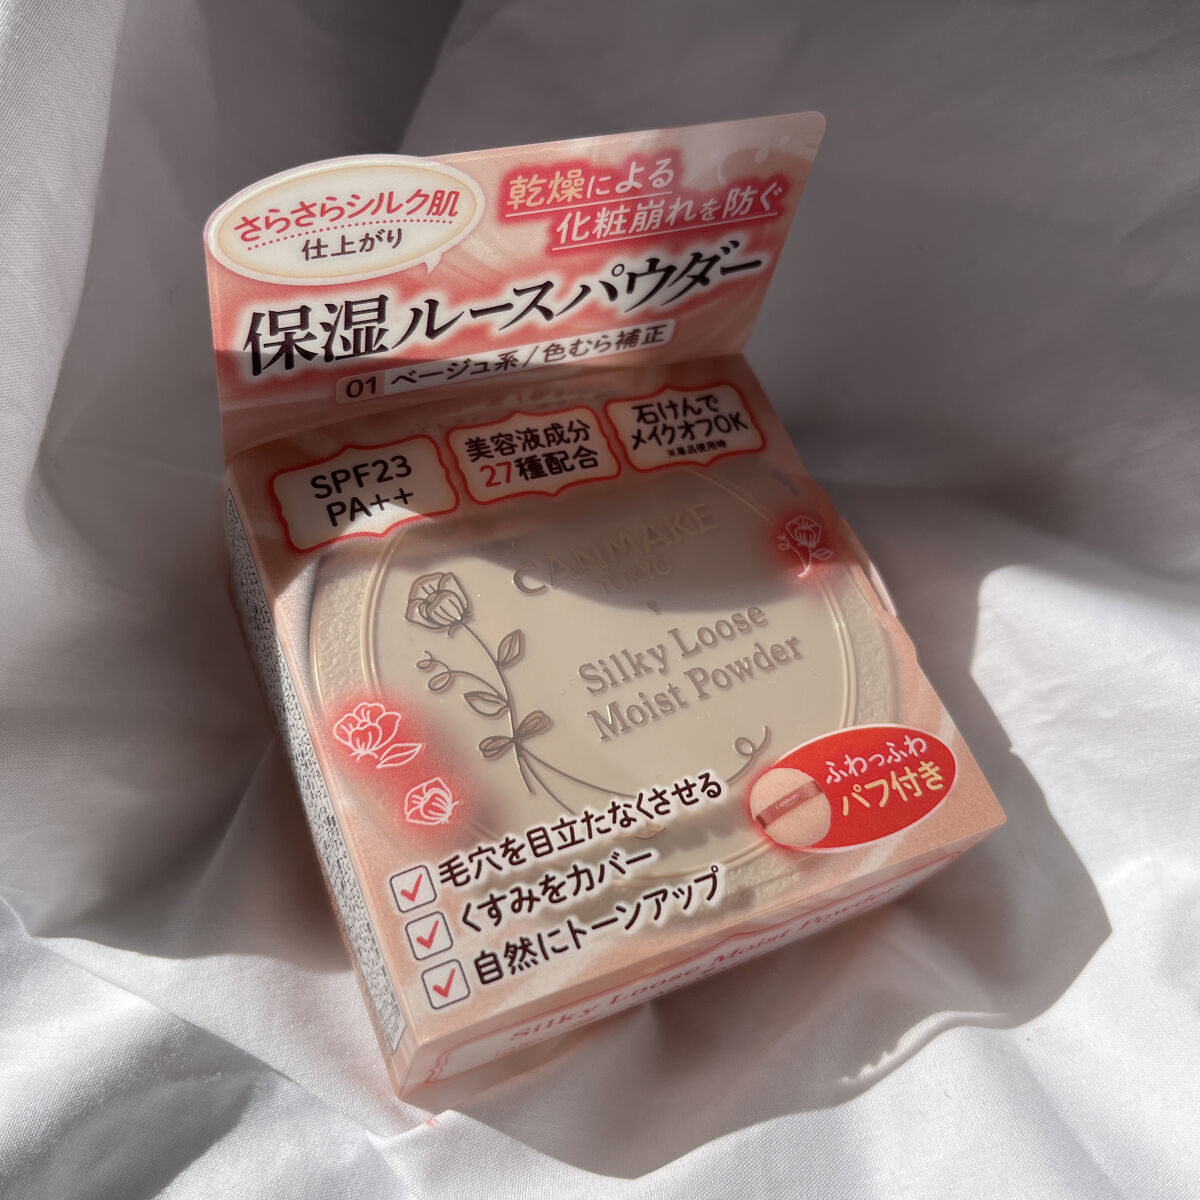 さらさらシルク肌
仕上がり
乾燥による
化粧崩れを防ぐ
保湿ルースパウダー
01 ベージュ系/色むら補正
SPF23
PA++
美容液成分
27種配合
石けんで
メイクオフOK
※単品使用時
CANMAKE
TOKYO
Silky Loose
Moist Powder
ふわっふわ
パフ付き
毛穴を目立たなくさせる
くすみをカバー
自然にトーンアップ
Silky Loose Moist Powder